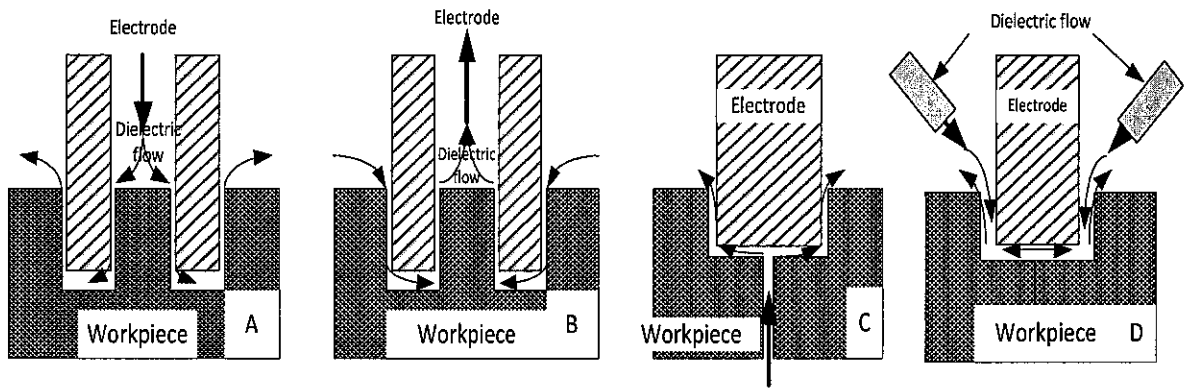 Electrode
Dielectric
flow
Workpiece
A
Electrode
Dielectric
flow
Workpiece
B
Electrode
Workpiece
C
Dielectric flow
Electrode
Workpiece
D